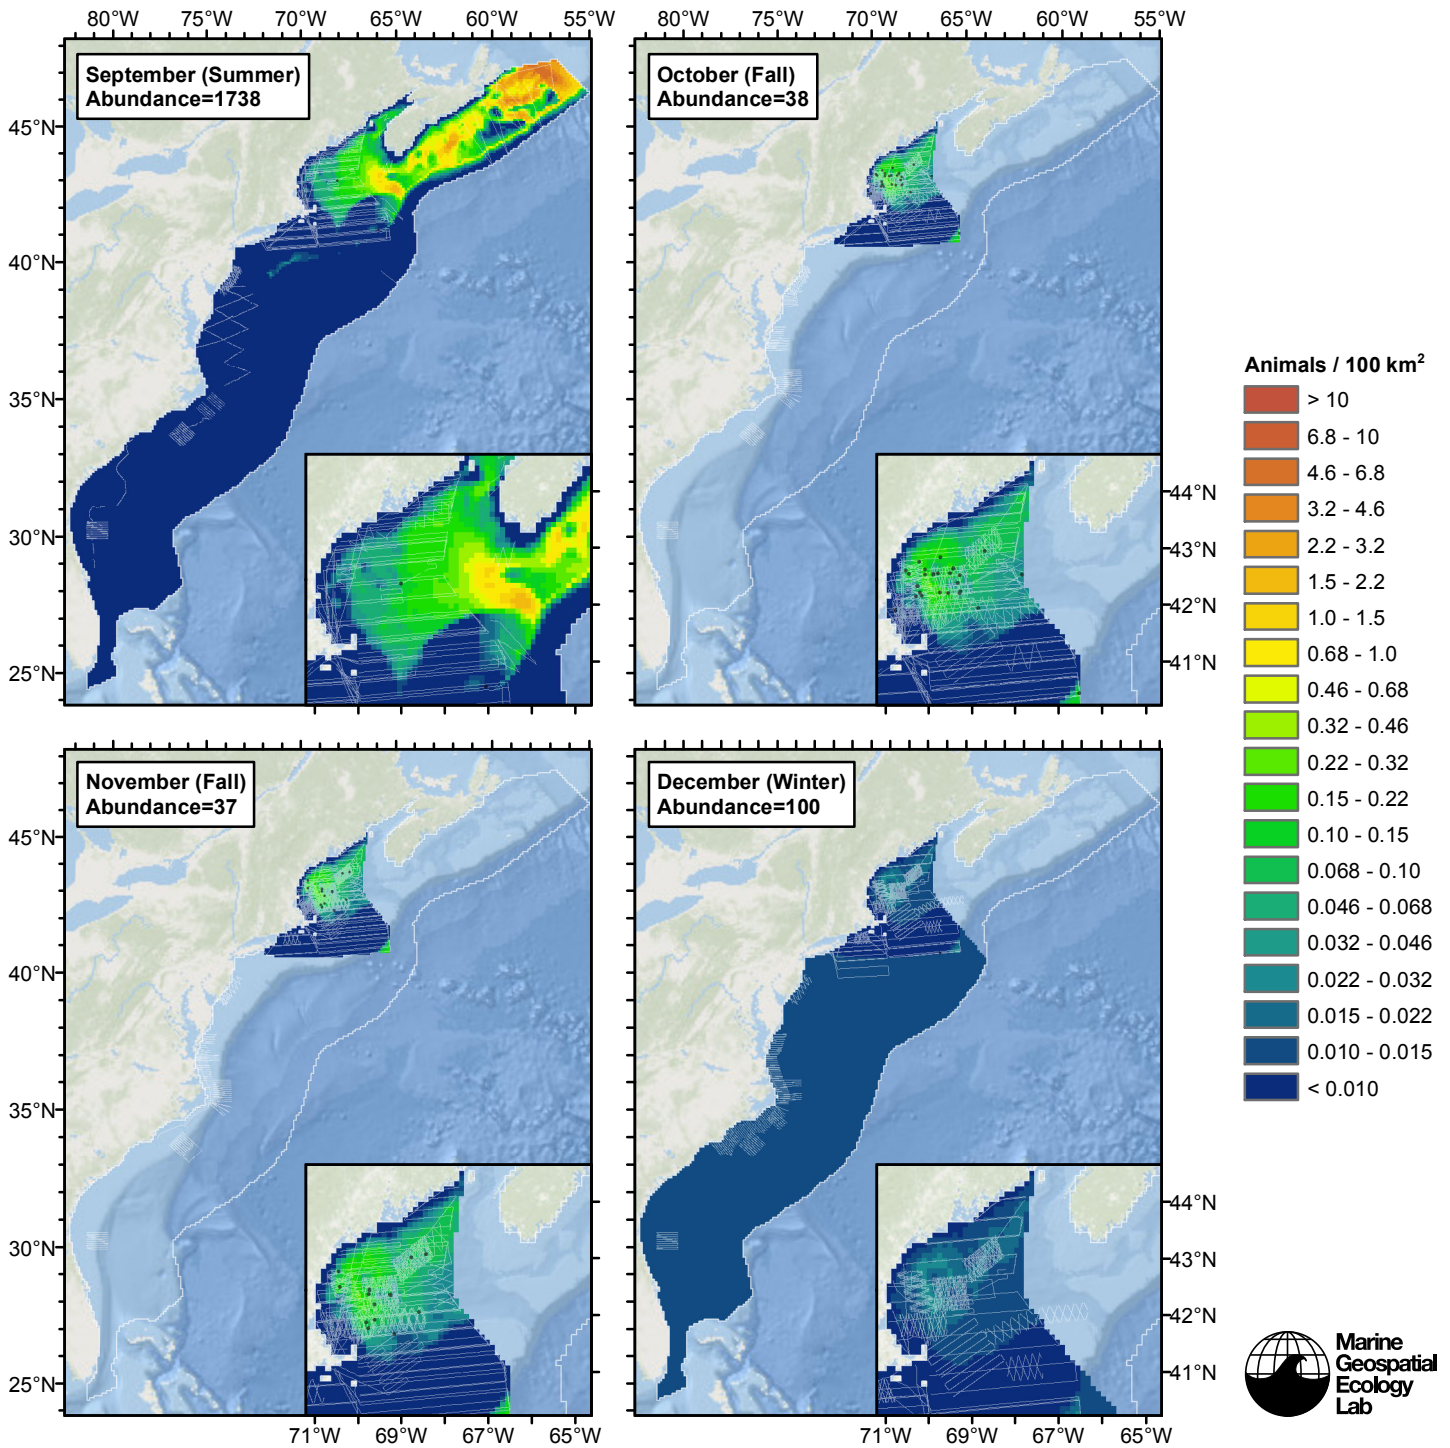 80°W 75°W 70°W 65°W 60°W 55°W
80°W 75°W 70°W 65°W 60°W 55°W
September (Summer)
Abundance=1738
October (Fall)
Abundance=38
45°N
40°N
35°N
30°N
25°N
44°N
43°N
42°N
41°N
November (Fall)
Abundance=37
December (Winter)
Abundance=100
45°N
40°N
35°N
30°N
25°N
44°N
43°N
42°N
41°N
71°W 69°W 67°W 65°W
71°W 69°W 67°W 65°W
Animals / 100 km²
> 10
6.8 - 10
4.6 - 6.8
3.2 - 4.6
2.2 - 3.2
1.5 - 2.2
1.0 - 1.5
0.68 - 1.0
0.46 - 0.68
0.32 - 0.46
0.22 - 0.32
0.15 - 0.22
0.10 - 0.15
0.068 - 0.10
0.046 - 0.068
0.032 - 0.046
0.022 - 0.032
0.015 - 0.022
0.010 - 0.015
< 0.010
Marine
Geospatial
Ecology
Lab